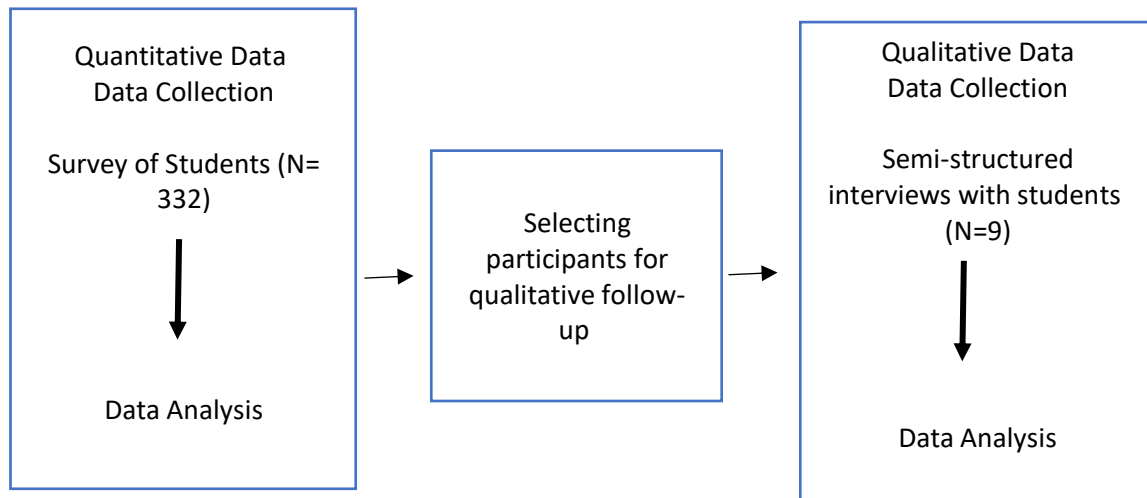 Quantitative Data
Data Collection
Survey of Students (N=
332)
Data Analysis
Selecting
participants for
qualitative follow-
up
Qualitative Data
Data Collection
Semi-structured
interviews with students
(N=9)
Data Analysis